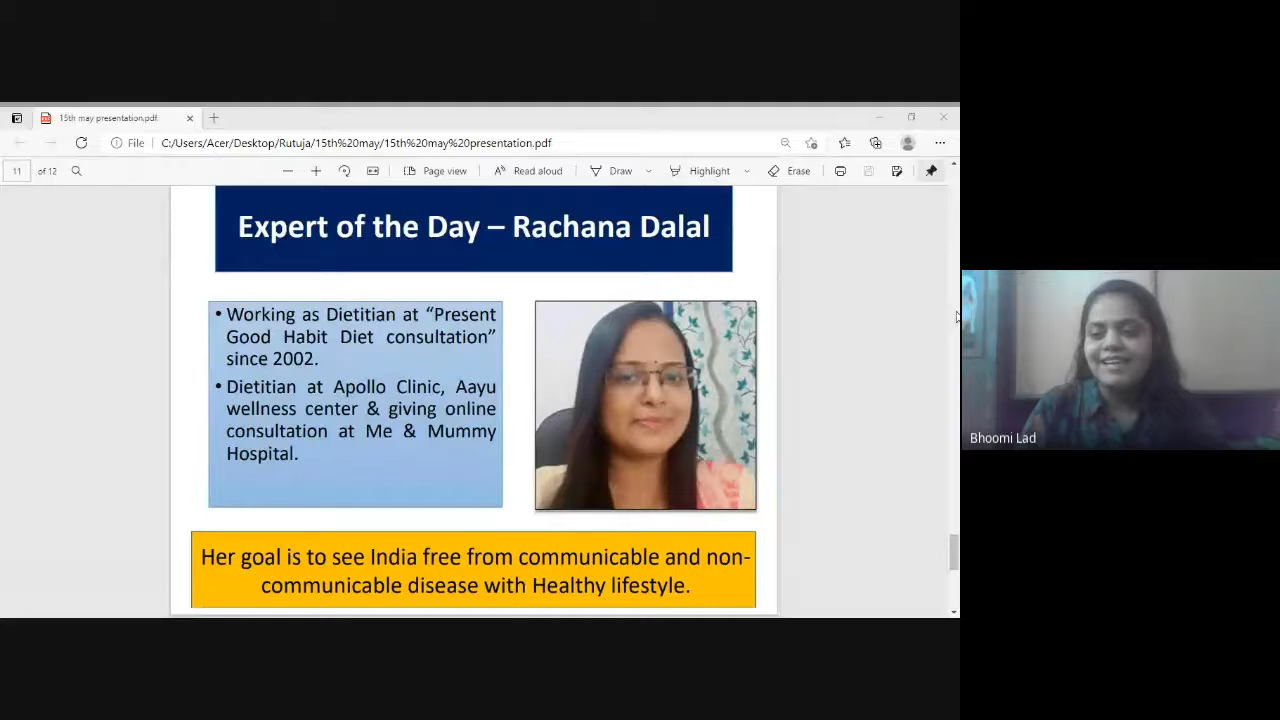 15th may presentation.pdf
File
C:/Users/Acer/Desktop/Rutuja/15th%20may/15th%20may%20presentation.pdf
11 of 12
Page view
Read aloud
Draw
Highlight
Erase
Expert of the Day – Rachana Dalal
• Working as Dietitian at “Present
Good Habit Diet consultation”
since 2002.
• Dietitian at Apollo Clinic, Aayu
wellness center & giving online
consultation at Me & Mummy
Hospital.
Her goal is to see India free from communicable and non-
communicable disease with Healthy lifestyle.
Bhoomi Lad